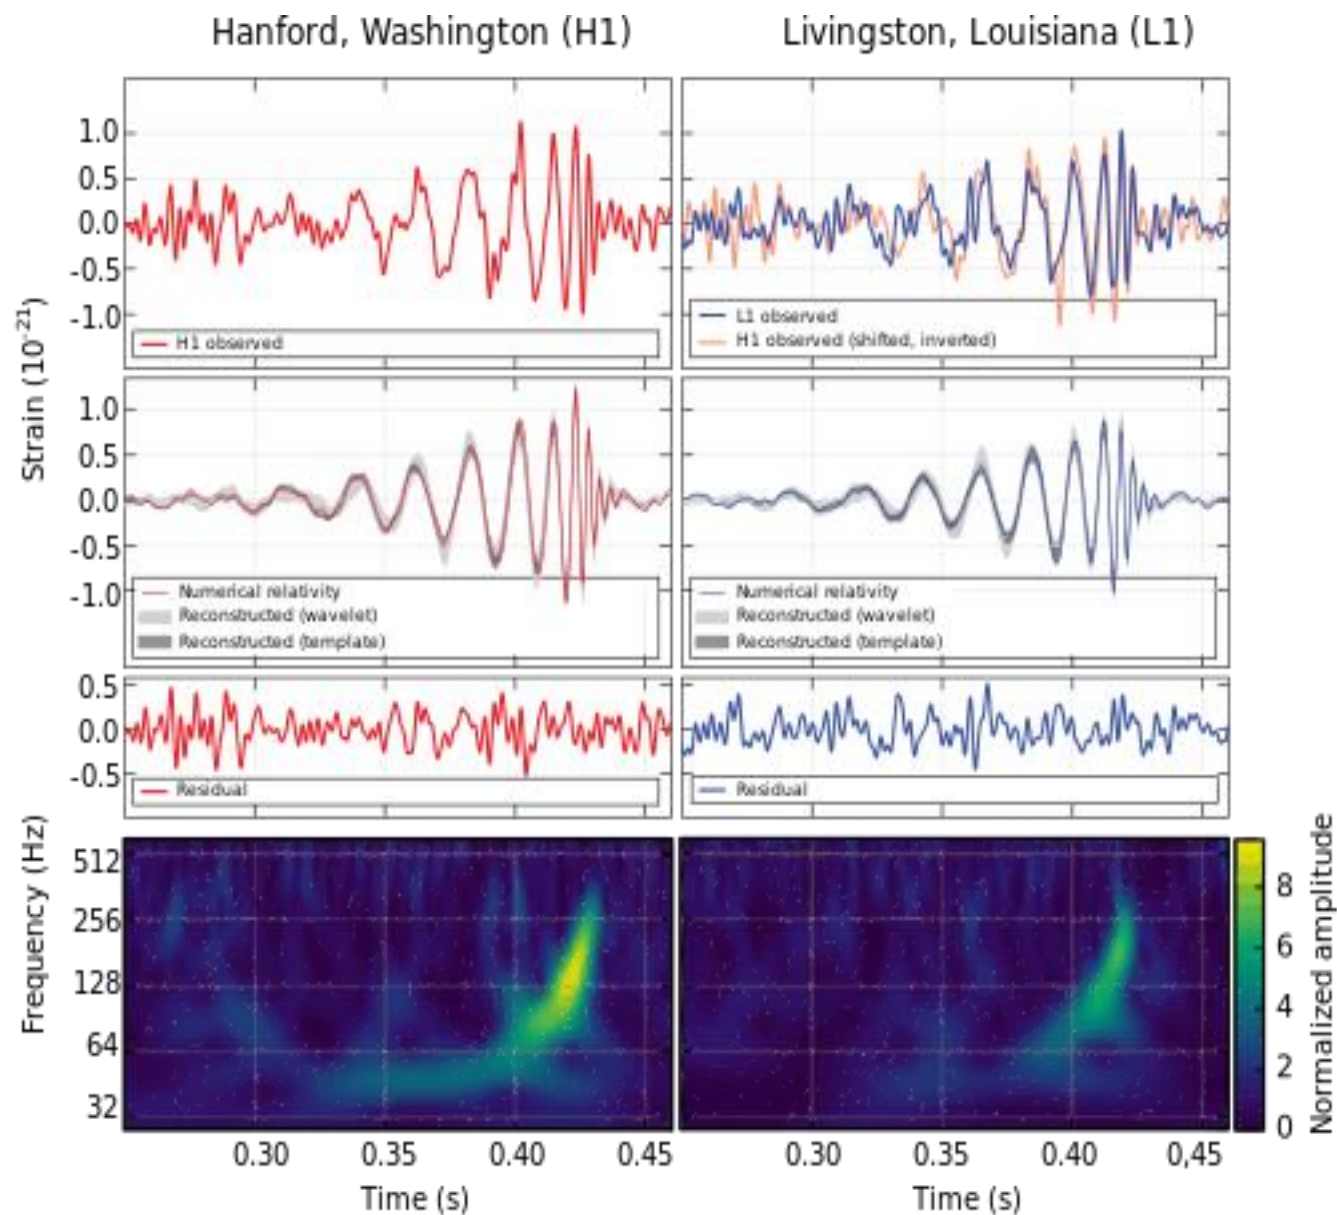 Hanford, Washington (H1)
Livingston, Louisiana (L1)
Strain (10-21)
1.0
0.5
0.0
-0.5
-1.0
H1 observed
L1 observed
H1 observed (shifted, inverted)
1.0
0.5
0.0
-0.5
-1.0
Numerical relativity
Reconstructed (wavelet)
Reconstructed (template)
Numerical relativity
Reconstructed (wavelet)
Reconstructed (template)
0.5
0.0
-0.5
Residual
Residual
Frequency (Hz)
512
256
128
64
32
Normalized amplitude
8
6
4
2
0
0.30 0.35 0.40 0.45
0.30 0.35 0.40 0,45
Time (s)
Time (s)